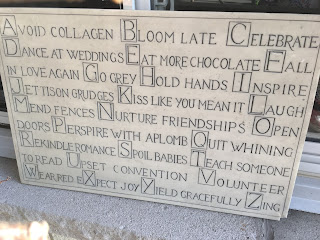 AVOID COLLAGEN BLOOM LATE CELEBRATE
DANCE AT WEDDINGS EAT MORE CHOCOLATE FALL
IN LOVE AGAIN GO GREY HOLD HANDS INSPIRE
JETTISON GRUDGES KISS LIKE YOU MEAN IT LAUGH
MEND FENCES NURTURE FRIENDSHIPS OPEN
DOORS PERSPIRE WITH APLOMB QUIT WHINING
REKINDLE ROMANCE SPOIL BABIES TEACH SOMEONE
TO READ UPSET CONVENTION VOLUNTEER
WEAR RED EXPECT JOY YIELD GRACEFULLY ZING